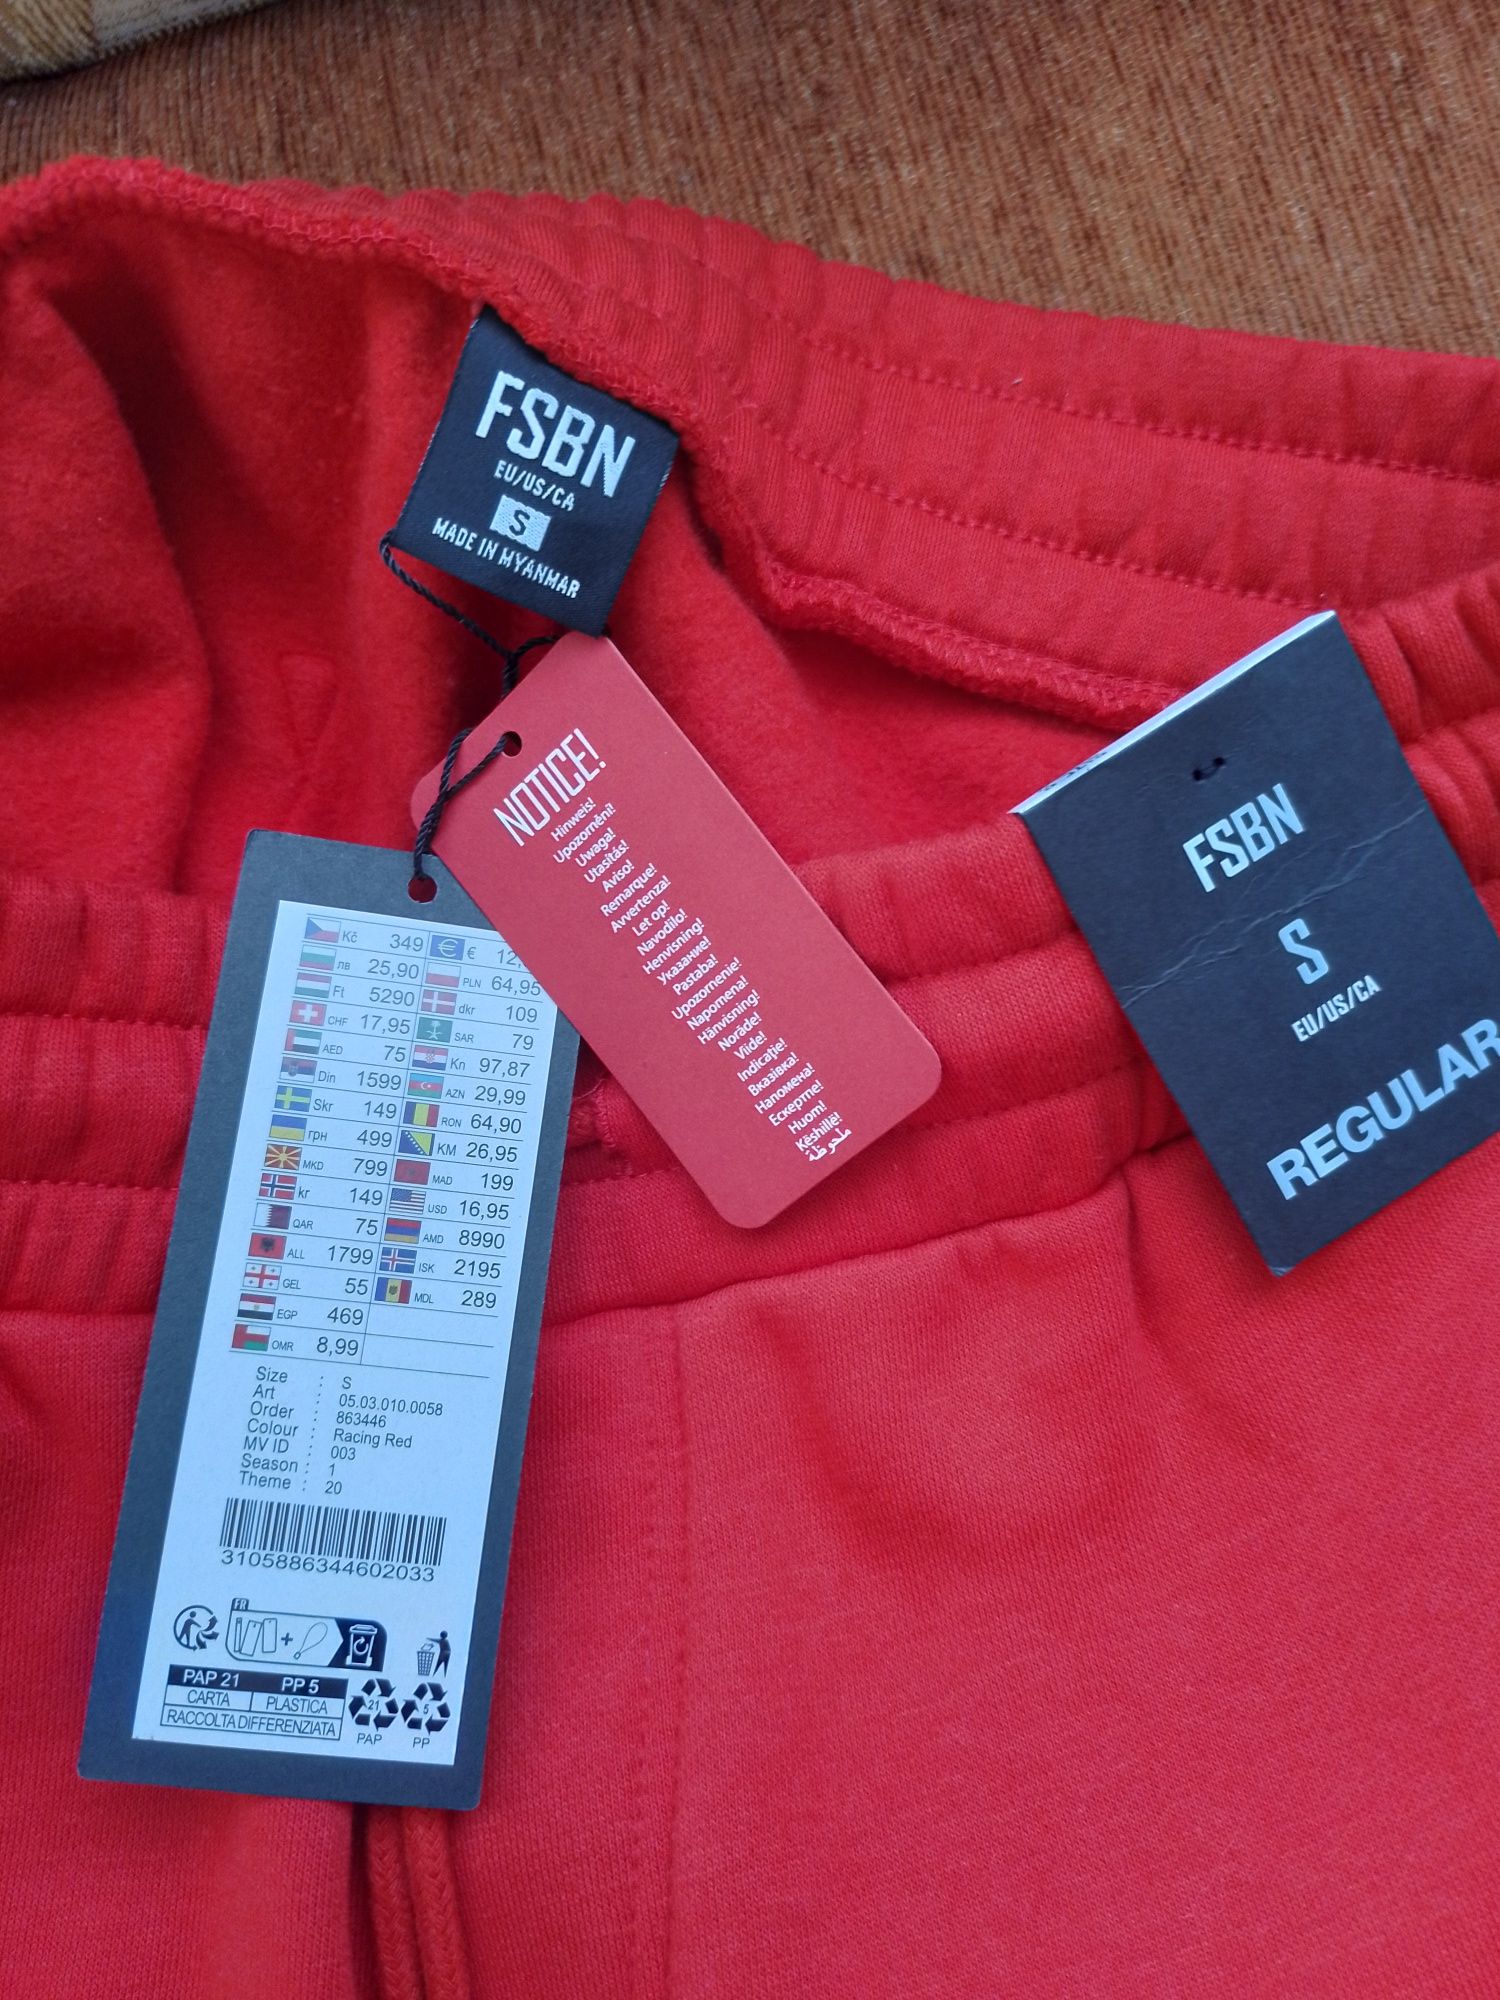 FSBN
EU/US/CA
S
MADE IN MYANMAR
NOTICE!
Hinweis!
Upozornění!
Uwaga!
Utasítás!
Aviso!
Remarque!
Avvertenza!
Let op!
Navodilo!
Henvisning!
Указание!
Pastaba!
Upozornenie!
Napomena!
Hänvisning!
Norāde!
Viide!
Indicație!
Вказівка!
Напомена!
Ескерте!
Huom!
Këshillë!
ملحوظة!
FSBN
S
EU/US/CA
REGULAR
Kč 349 € 12,
лв 25,90 PLN 64,95
Ft 5290 dkr 109
CHF 17,95 SAR 79
AED 75 Kn 97,87
Din 1599 AZN 29,99
Skr 149 RON 64,90
грн 499 KM 26,95
MKD 799 MAD 199
kr 149 USD 16,95
QAR 75 AMD 8990
ALL 1799 ISK 2195
GEL 55 MDL 289
EGP 469
OMR 8,99
Size : S
Art : 05.03.010.0058
Order : 863446
Colour : Racing Red
MV ID : 003
Season : 1
Theme : 20
3105886344602033
FR
PAP 21 PP 5
CARTA PLASTICA
RACCOLTA DIFFERENZIATA
21 5
PAP PP